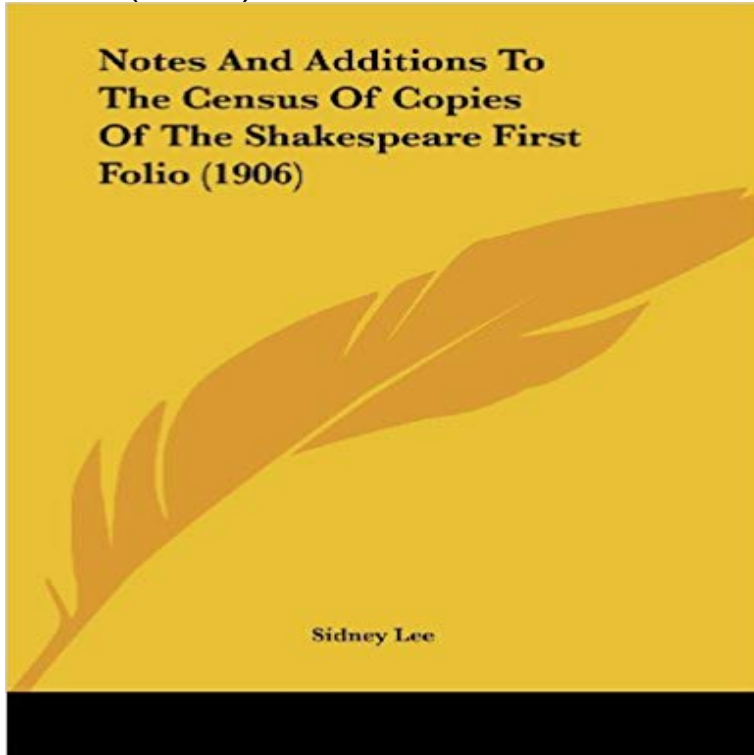 Notes And Additions To
The Census Of Copies
Of The Shakespeare First
Folio (1906)
Sidney Lee